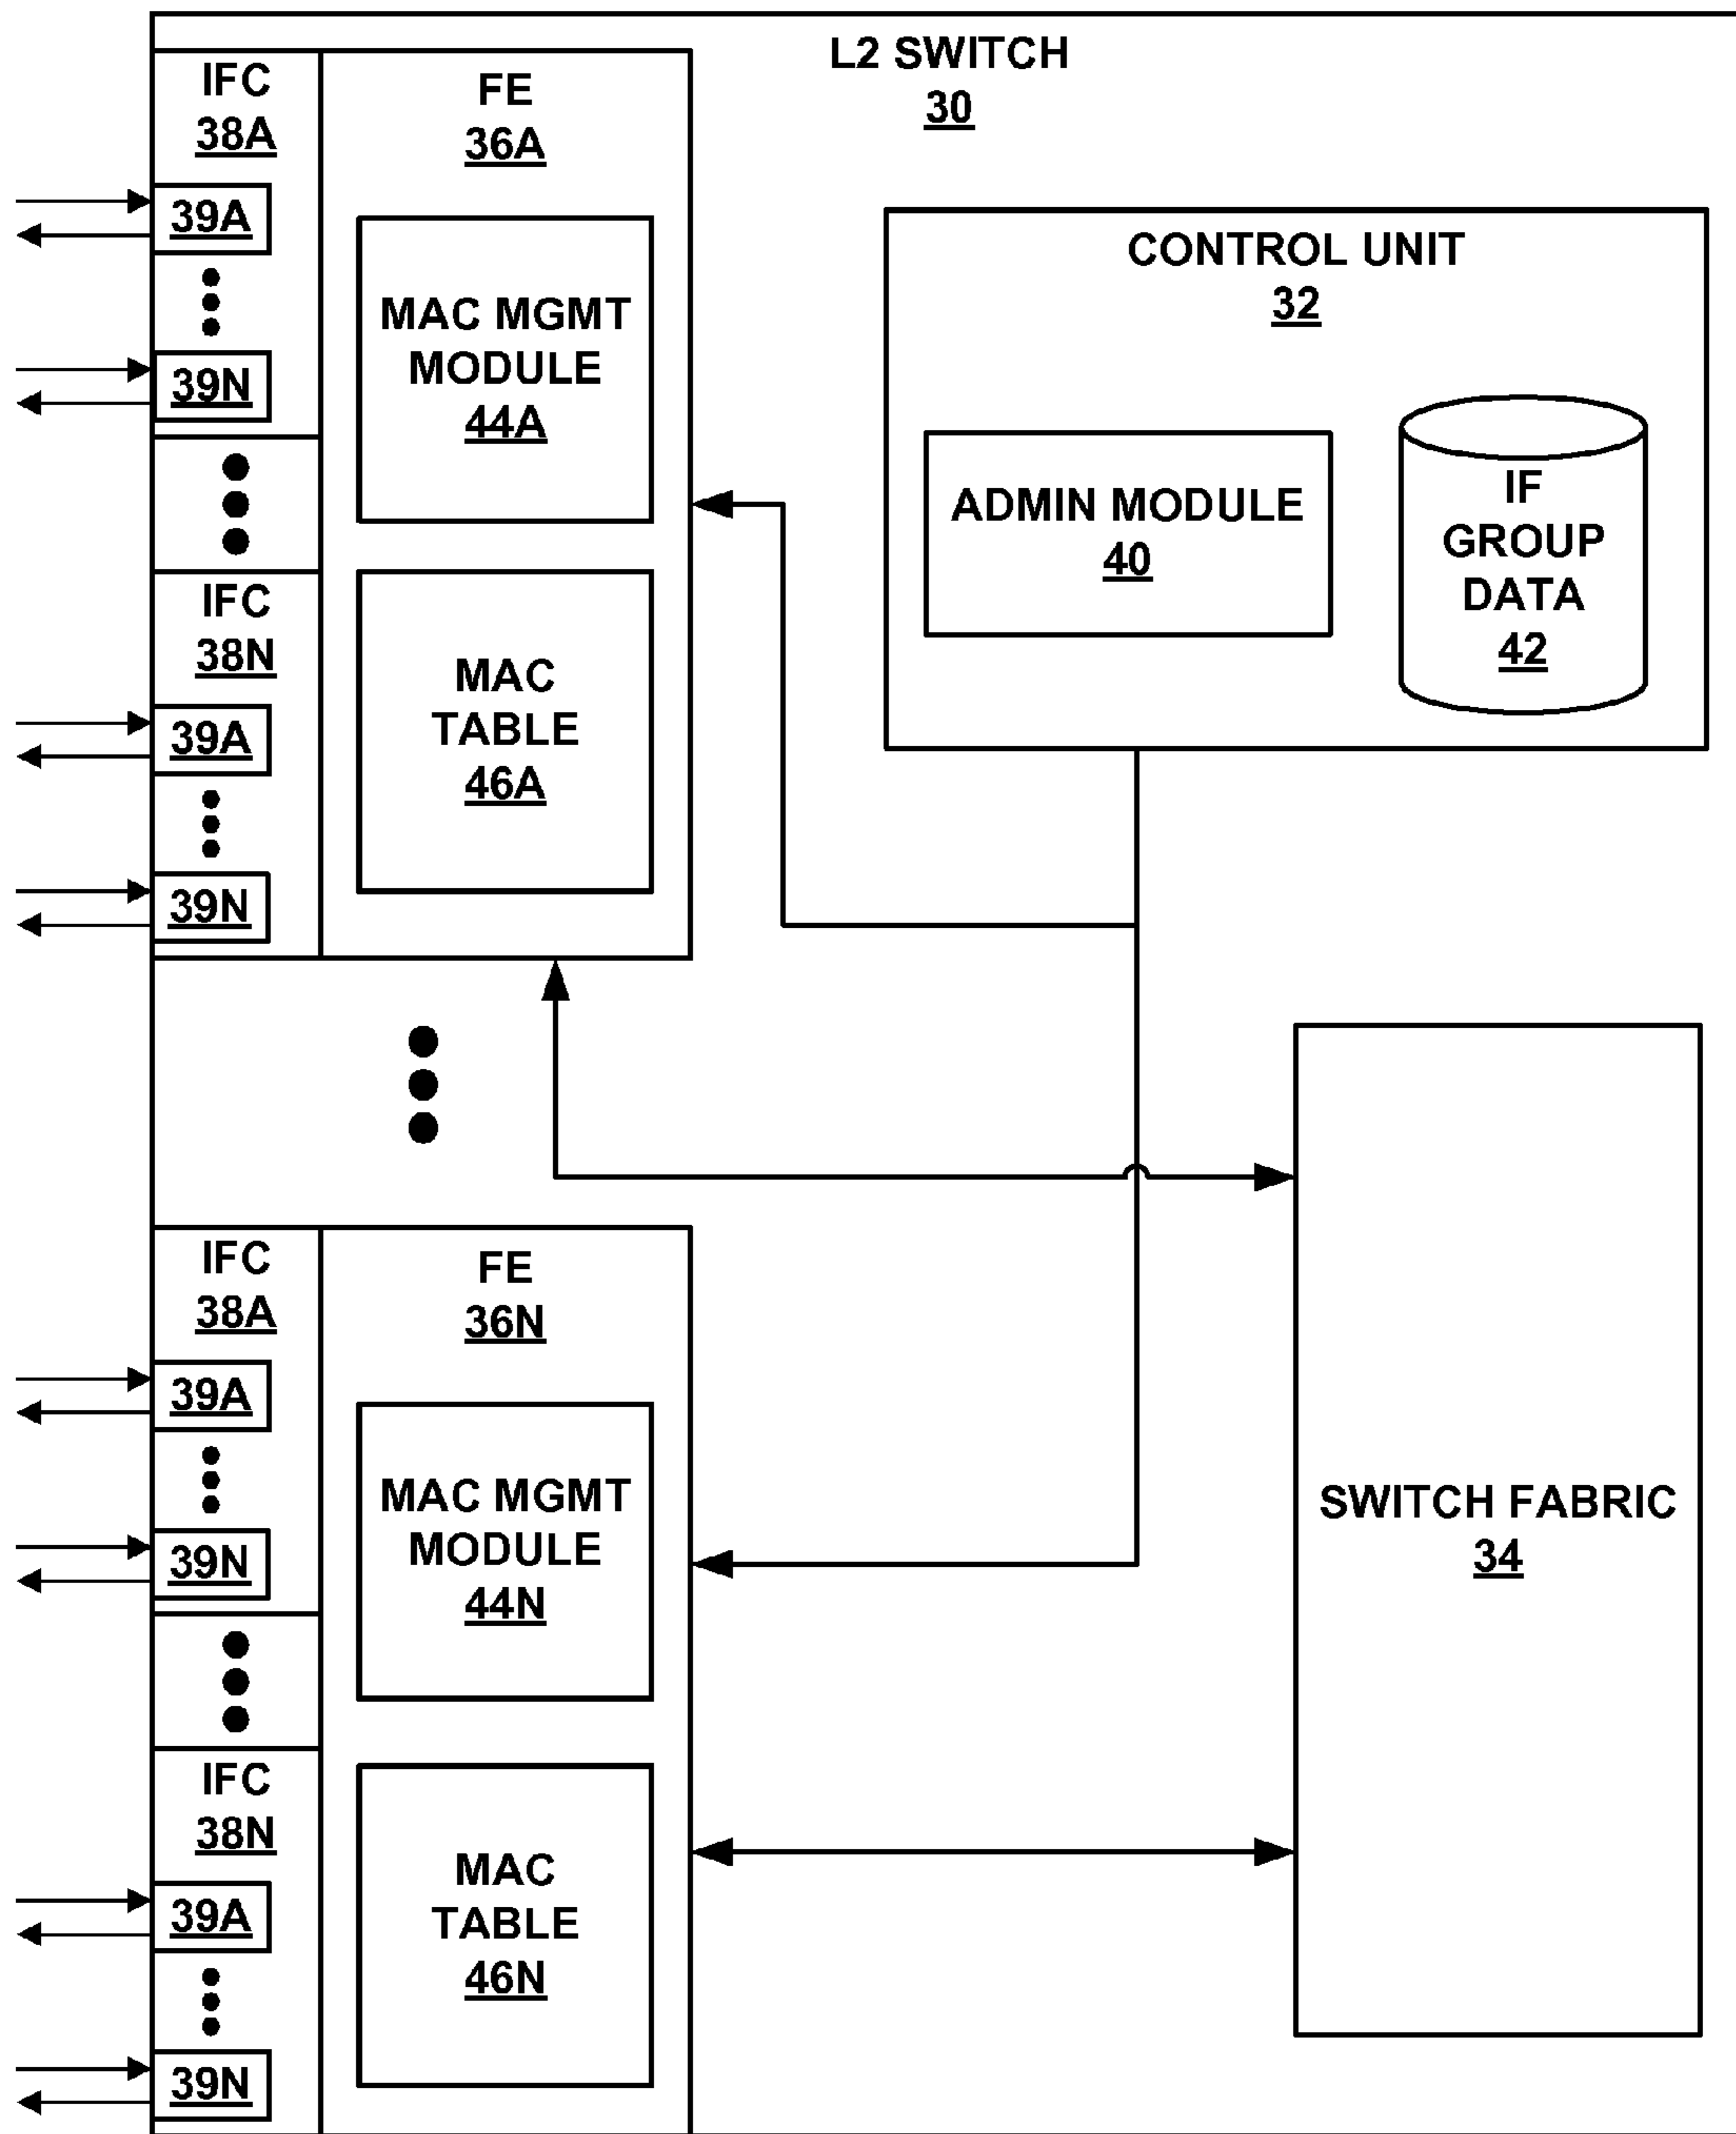 L2 SWITCH
30
IFC
38A
39A
39N
IFC
38N
39A
39N
FE
36A
MAC MGMT
MODULE
44A
MAC
TABLE
46A
CONTROL UNIT
32
ADMIN MODULE
40
IF
GROUP
DATA
42
IFC
38A
39A
39N
IFC
38N
39A
39N
FE
36N
MAC MGMT
MODULE
44N
MAC
TABLE
46N
SWITCH FABRIC
34